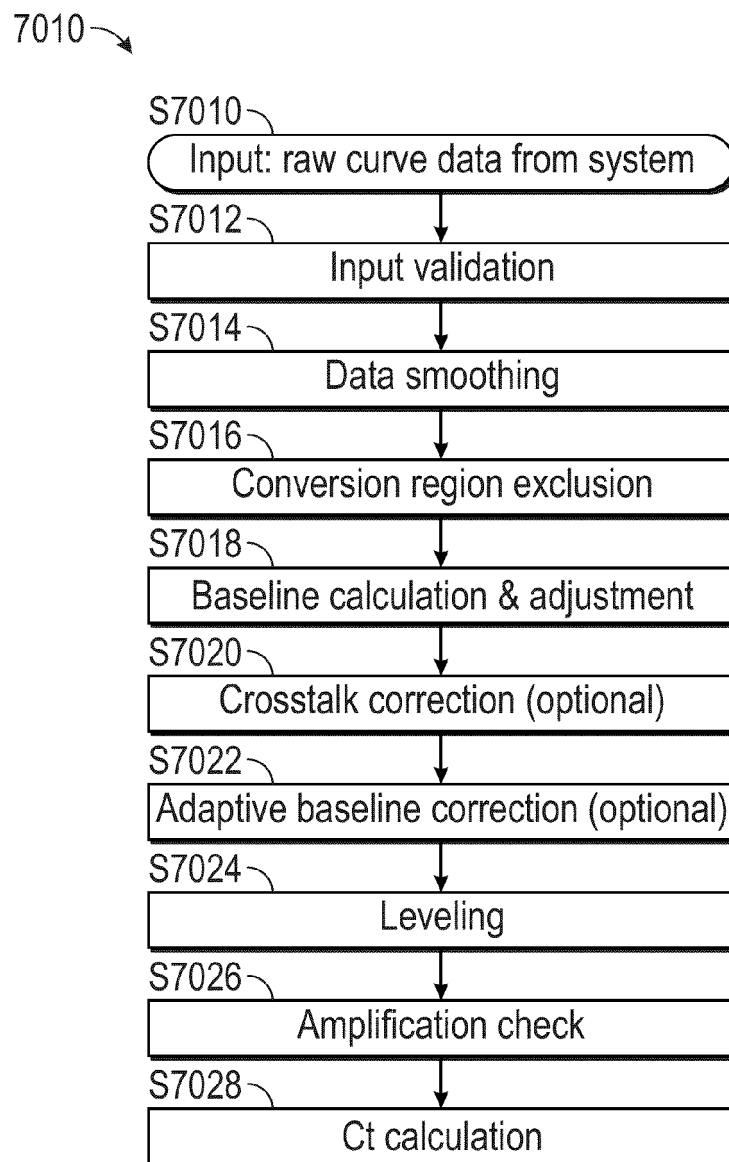 7010
S7010
Input: raw curve data from system
S7012
Input validation
S7014
Data smoothing
S7016
Conversion region exclusion
S7018
Baseline calculation & adjustment
S7020
Crosstalk correction (optional)
S7022
Adaptive baseline correction (optional)
S7024
Leveling
S7026
Amplification check
S7028
Ct calculation